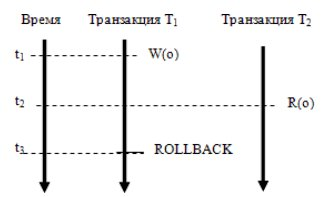 Время Транзакция T₁ Транзакция T₂
t₁ W(o)
t₂ R(o)
t₃ ROLLBACK